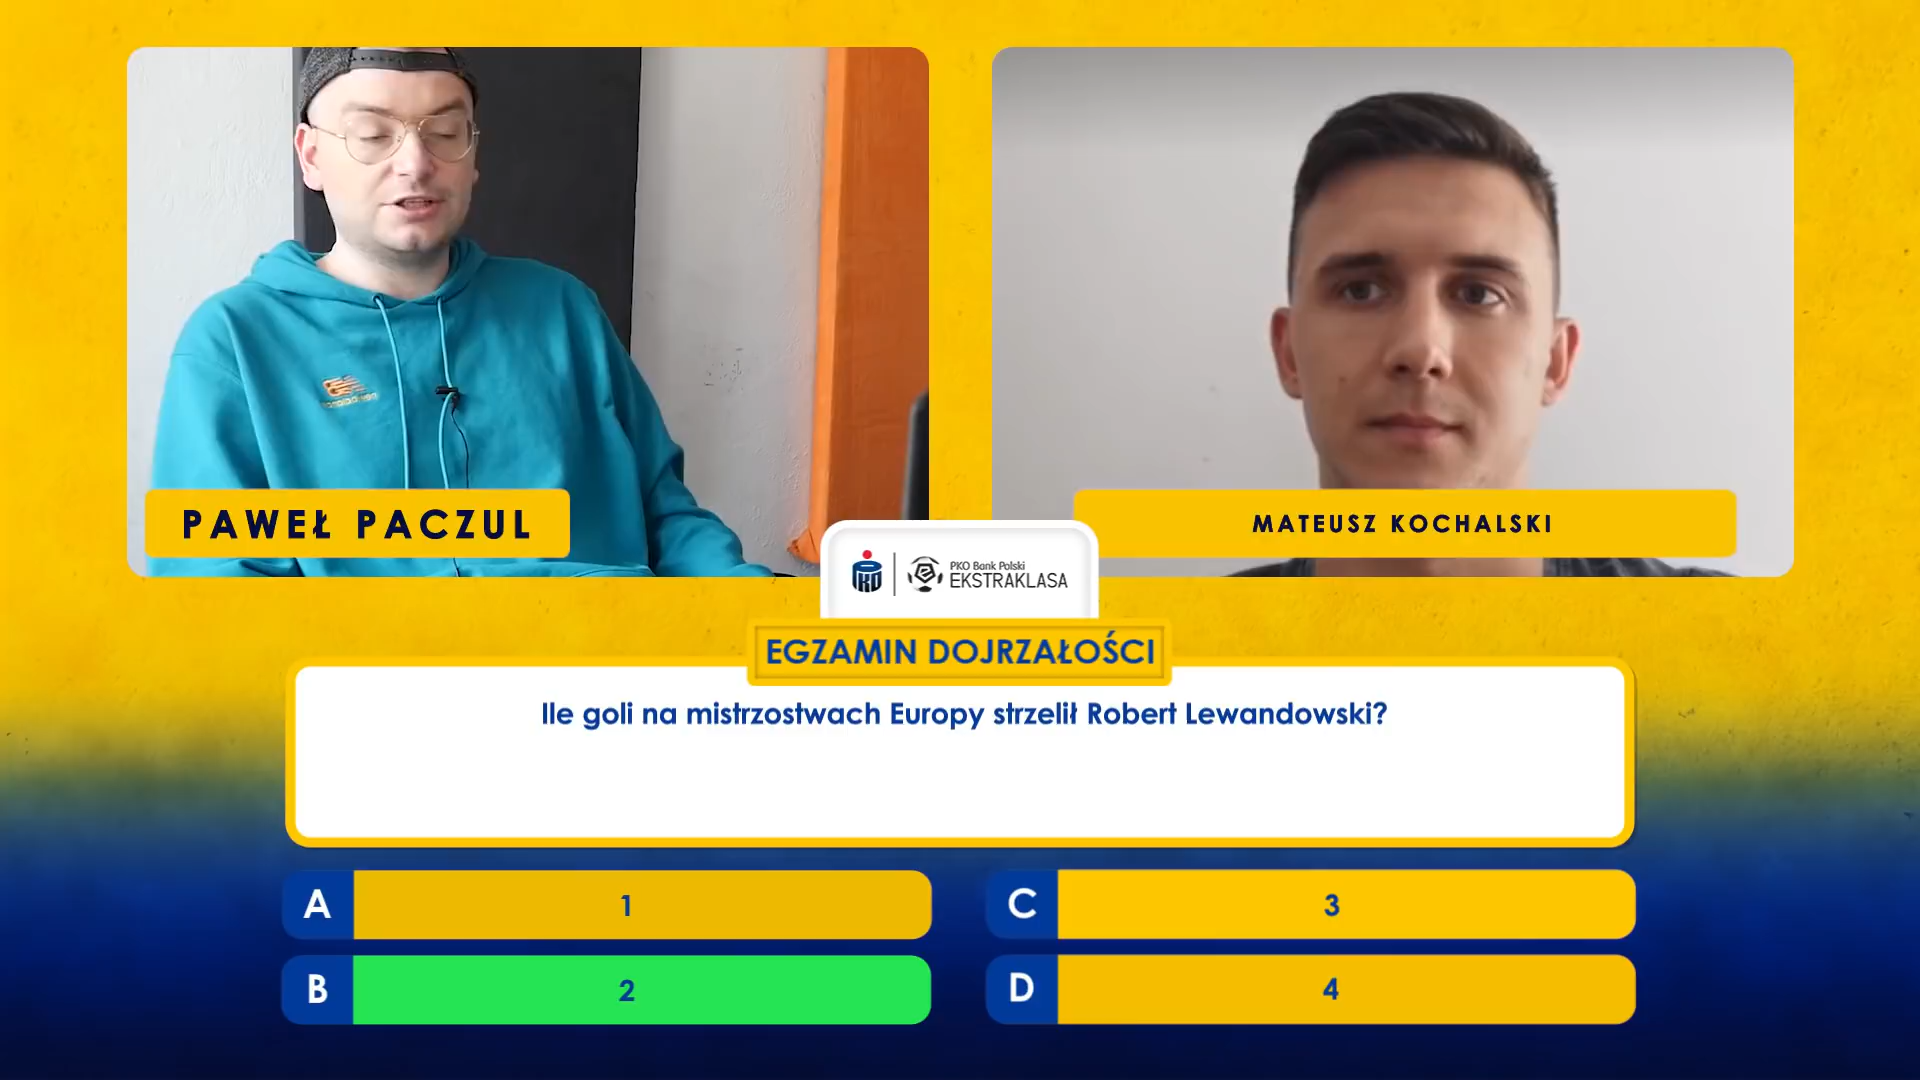 PAWEŁ PACZUL
MATEUSZ KOCHALSKI
PKO
PKO Bank Polski
EKSTRAKLASA
EGZAMIN DOJRZAŁOŚCI
Ile goli na mistrzostwach Europy strzelił Robert Lewandowski?
A 1
C 3
B 2
D 4